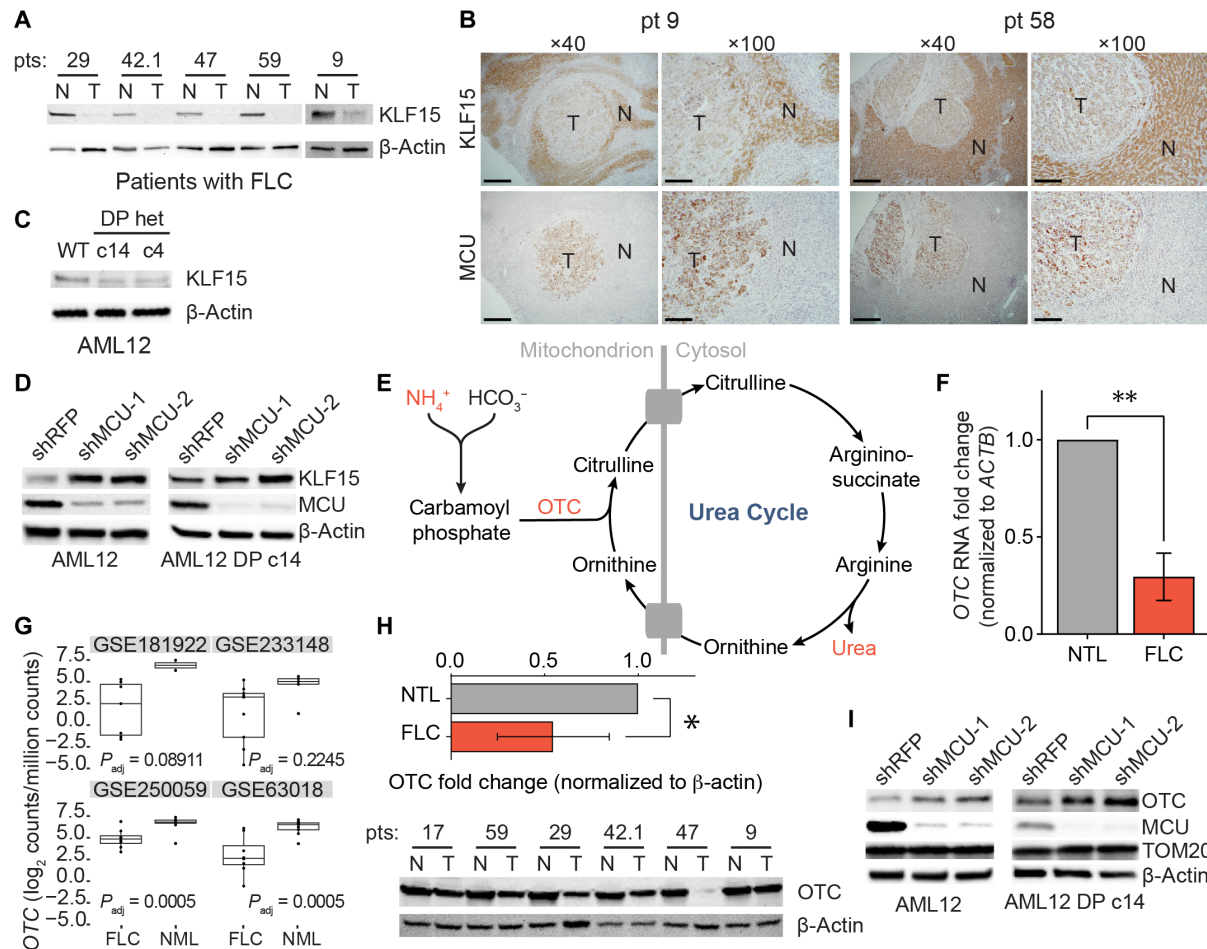 A
pts: 29 42.1 47 59 9
N T N T N T N T N T
KLF15
β-Actin
Patients with FLC
B
pt 9 pt 58
×40 ×100 ×40 ×100
KLF15
T N T N T N T N
MCU
T N T N T N T N
C
DP het
WT c14 c4
KLF15
β-Actin
AML12
D
shRFP shMCU-1 shMCU-2 shRFP shMCU-1 shMCU-2
KLF15
MCU
β-Actin
AML12 AML12 DP c14
E
Mitochondrion Cytosol
NH₄⁺ HCO₃⁻
Citrulline
Citrulline
Carbamoyl
phosphate
OTC
Ornithine
Urea Cycle
Arginino-
succinate
Arginine
Ornithine
Urea
F
OTC RNA fold change
(normalized to ACTB)
**
1.0
0.5
0.0
NTL FLC
G
OTC (log₂ counts/million counts)
GSE181922 GSE233148
7.5
5.0
2.5
0.0
−2.5
−5.0
Padj = 0.08911 Padj = 0.2245
GSE250059 GSE63018
7.5
5.0
2.5
0.0
−2.5
−5.0
Padj = 0.0005 Padj = 0.0005
FLC NML FLC NML
H
0.0 0.5 1.0
NTL
FLC
*
OTC fold change (normalized to β-actin)
pts: 17 59 29 42.1 47 9
N T N T N T N T N T N T
OTC
β-Actin
I
shRFP shMCU-1 shMCU-2 shRFP shMCU-1 shMCU-2
OTC
MCU
TOM20
β-Actin
AML12 AML12 DP c14